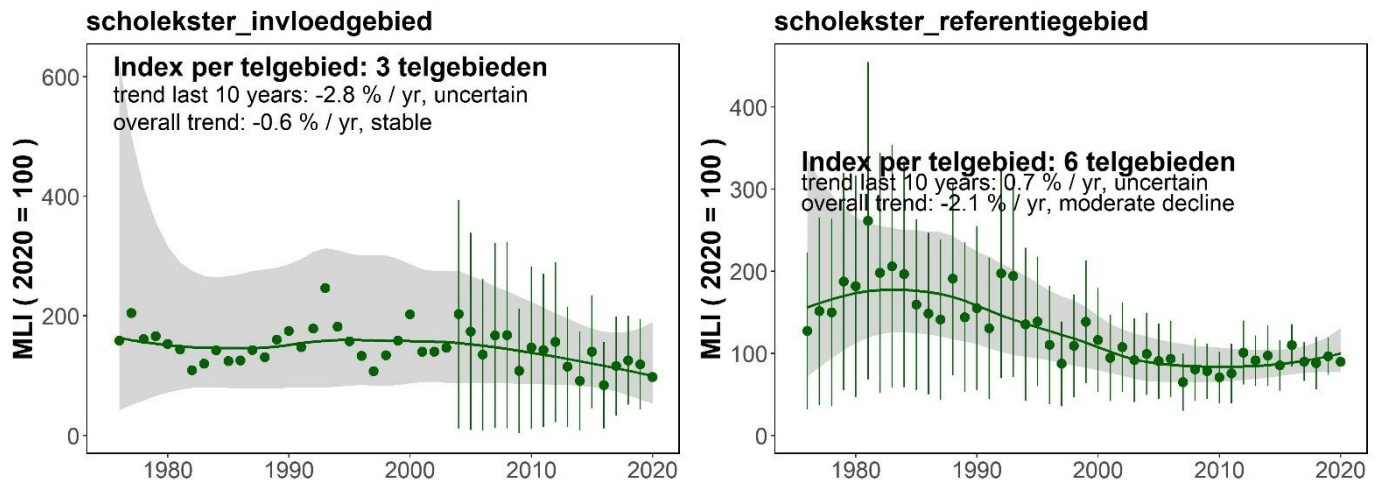 scholekster_invloedgebied
Index per telgebied: 3 telgebieden
trend last 10 years: -2.8 % / yr, uncertain
overall trend: -0.6 % / yr, stable
MLI ( 2020 = 100 )
600
400
200
0
1980 1990 2000 2010 2020
scholekster_referentiegebied
Index per telgebied: 6 telgebieden
trend last 10 years: 0.7 % / yr, uncertain
overall trend: -2.1 % / yr, moderate decline
MLI ( 2020 = 100 )
400
300
200
100
0
1980 1990 2000 2010 2020